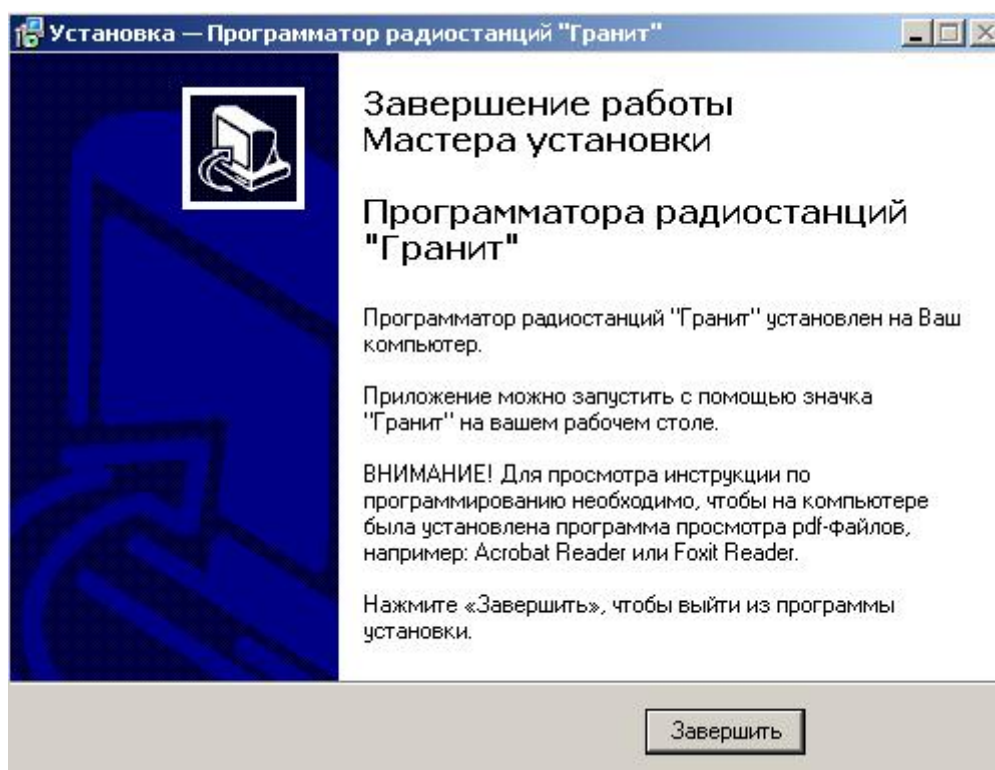 Установка — Программатор радиостанций "Гранит"
Завершение работы
Мастера установки
Программатора радиостанций
"Гранит"
Программатор радиостанций "Гранит" установлен на Ваш
компьютер.
Приложение можно запустить с помощью значка
"Гранит" на вашем рабочем столе.
ВНИМАНИЕ! Для просмотра инструкции по
программированию необходимо, чтобы на компьютере
была установлена программа просмотра pdf-файлов,
например: Acrobat Reader или Foxit Reader.
Нажмите «Завершить», чтобы выйти из программы
установки.
Завершить